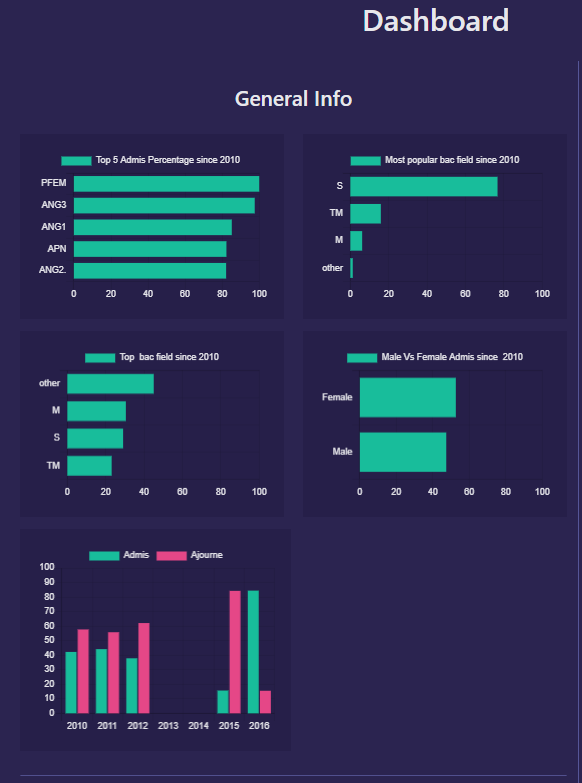 Dashboard
General Info
Top 5 Admis Percentage since 2010
PFEM
ANG3
ANG1
APN
ANG2.
0 20 40 60 80 100
Most popular bac field since 2010
S
TM
M
other
0 20 40 60 80 100
Top bac field since 2010
other
M
S
TM
0 20 40 60 80 100
Male Vs Female Admis since 2010
Female
Male
0 20 40 60 80 100
Admis Ajourne
100
90
80
70
60
50
40
30
20
10
0
2010 2011 2012 2013 2014 2015 2016